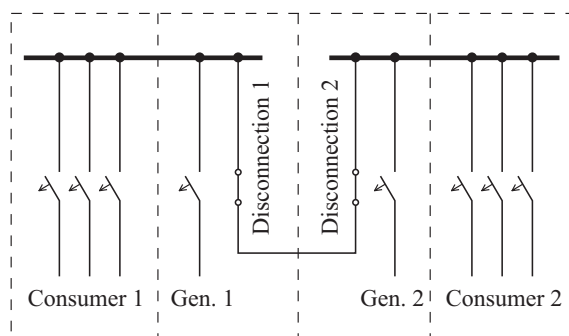 Disconnection 1
Disconnection 2
Consumer 1
Gen. 1
Gen. 2
Consumer 2